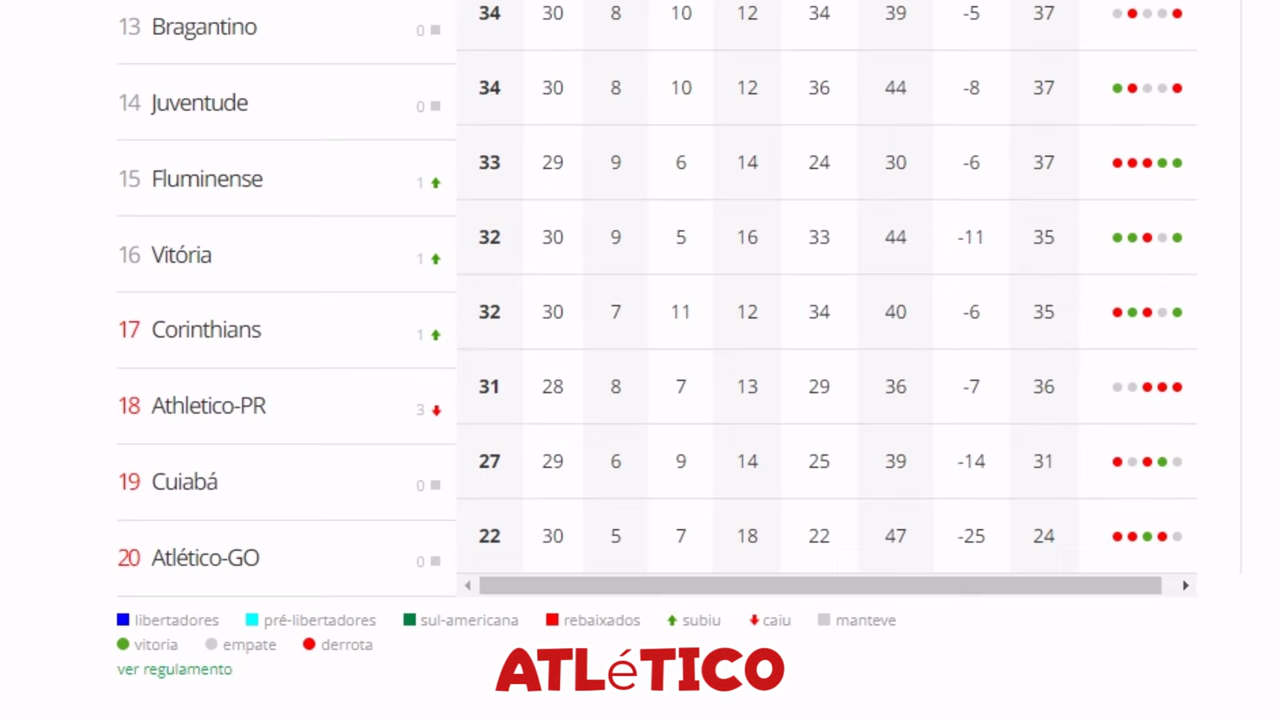 13 Bragantino 0 34 30 8 10 12 34 39 -5 37
14 Juventude 0 34 30 8 10 12 36 44 -8 37
15 Fluminense 1 33 29 9 6 14 24 30 -6 37
16 Vitória 1 32 30 9 5 16 33 44 -11 35
17 Corinthians 1 32 30 7 11 12 34 40 -6 35
18 Athletico-PR 3 31 28 8 7 13 29 36 -7 36
19 Cuiabá 0 27 29 6 9 14 25 39 -14 31
20 Atlético-GO 0 22 30 5 7 18 22 47 -25 24
libertadores pré-libertadores sul-americana rebaixados subiu caiu manteve
vitoria empate derrota
ver regulamento
ATLéTICO